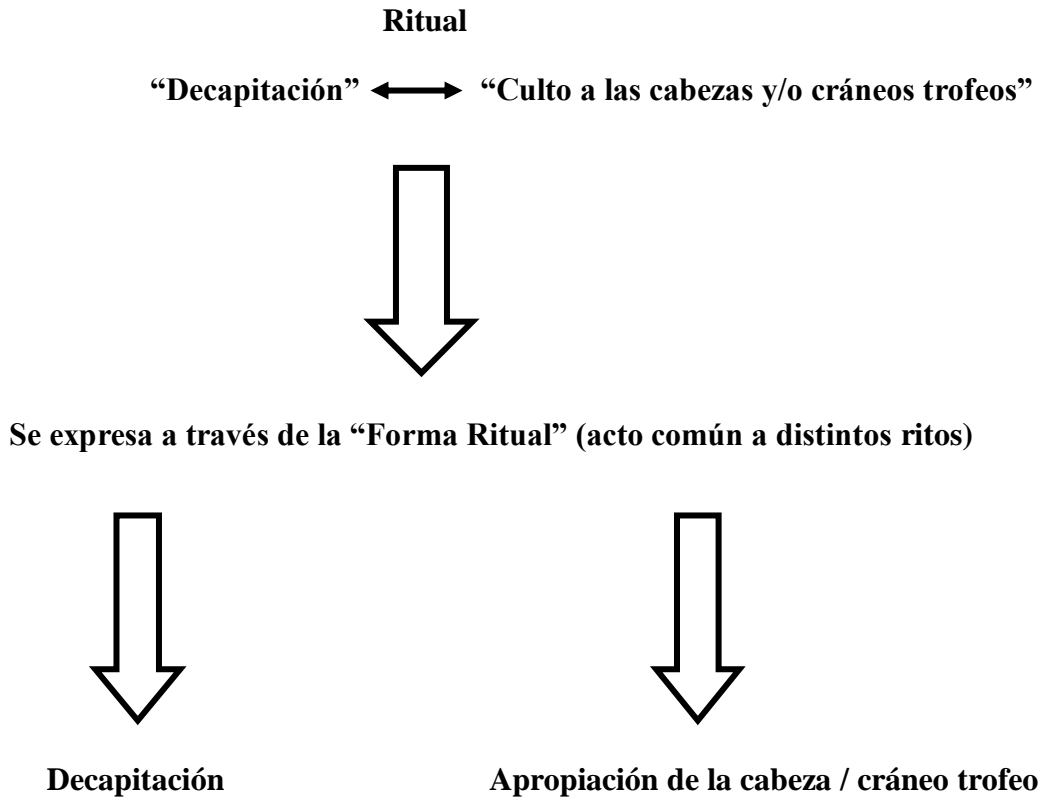 Ritual
“Decapitación” “Culto a las cabezas y/o cráneos trofeos”
Se expresa a través de la “Forma Ritual” (acto común a distintos ritos)
Decapitación Apropiación de la cabeza / cráneo trofeo